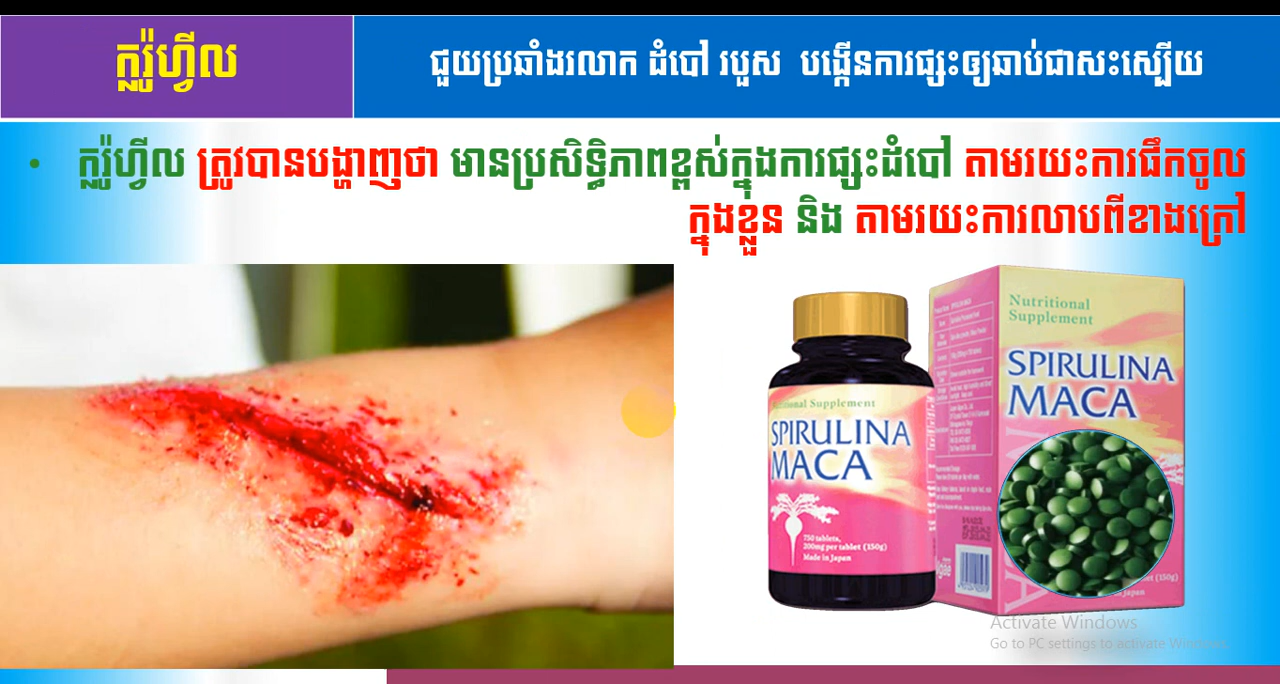 ក្លរ៉ូហ្វីល
ជួយប្រឆាំងរលាក ដំបៅ របួស បង្កើនការផ្សះឲ្យឆាប់ជាសះស្បើយ
• ក្លរ៉ូហ្វីល ត្រូវបានបង្ហាញថា មានប្រសិទ្ធិភាពខ្ពស់ក្នុងការផ្សះដំបៅ តាមរយះការផឹកចូល
ក្នុងខ្លួន និង តាមរយះការលាបពីខាងក្រៅ
Nutritional Supplement
SPIRULINA
MACA
750 tablets,
200mg per tablet (150g)
Made in Japan
Nutritional
Supplement
SPIRULINA
MACA
Activate Windows
Go to PC settings to activate Windows.